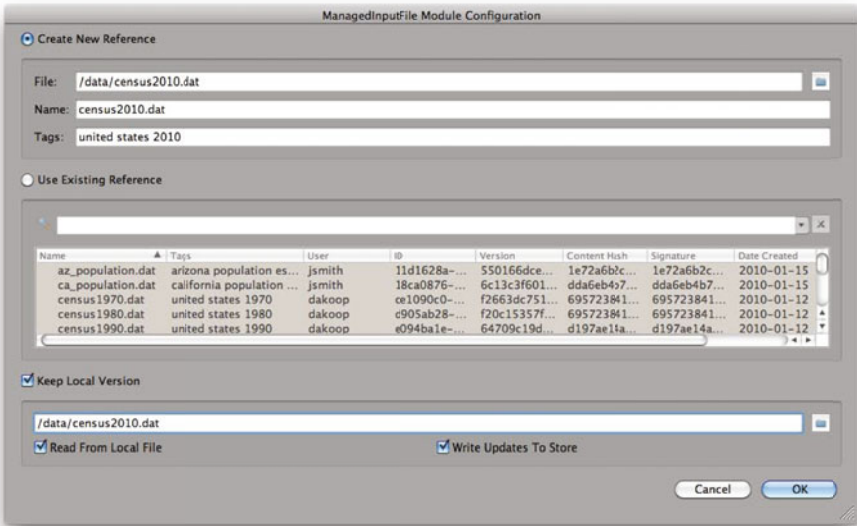 ManagedInputFile Module Configuration
Create New Reference
File: /data/census2010.dat
Name: census2010.dat
Tags: united states 2010
Use Existing Reference
Name Tags User ID Version Content Hash Signature Date Created
az_population.dat arizona population es... jsmith 11d1628a-... 550166dce... 1e72a6b2c... 1e72a6b2c... 2010-01-15
ca_population.dat california population ... jsmith 18ca0876-... 6c13c3f601... dda6eb4b7... dda6eb4b7... 2010-01-15
census1970.dat united states 1970 dakoop ce1090c0-... f2663dc751... 695723841... 695723841... 2010-01-12
census1980.dat united states 1980 dakoop d905ab28-... f20c15357f... 695723841... 695723841... 2010-01-12
census1990.dat united states 1990 dakoop e094ba1e-... 64709c19d... d197ae14a... d197ae14a... 2010-01-12
Keep Local Version
/data/census2010.dat
Read From Local File Write Updates To Store
Cancel OK